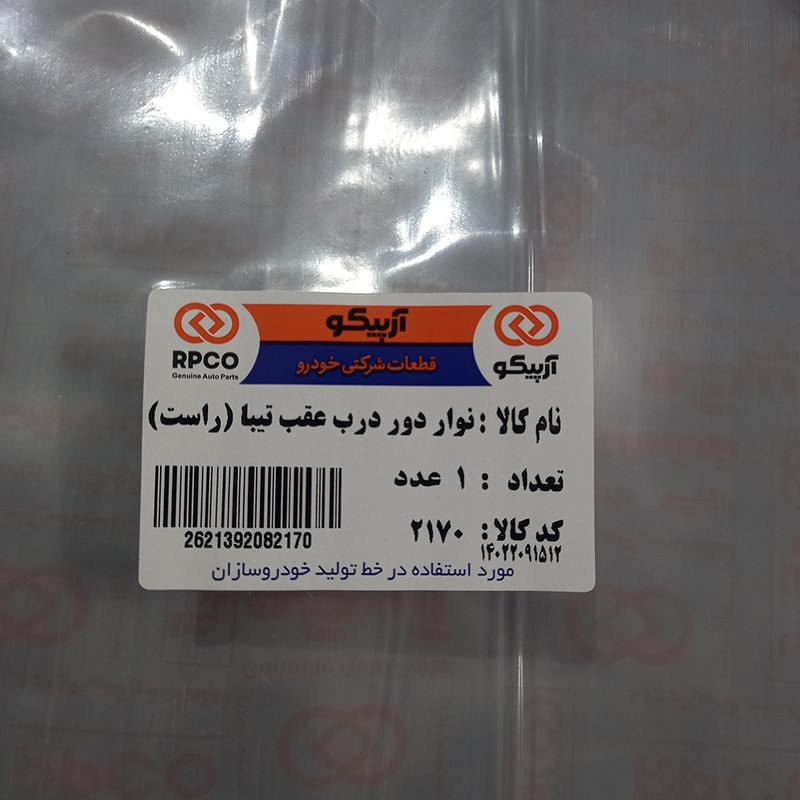 آرپیکو
قطعات شرکتی خودرو
آرپیکو
RPCO
Genuine Auto Parts
نام کالا : نوار دور درب عقب تیبا (راست)
تعداد : ۱ عدد
کد کالا : ۲۱۷۰
۱۴۰۲۲۰۹۱۵۱۲
2621392082170
مورد استفاده در خط تولید خودروسازان